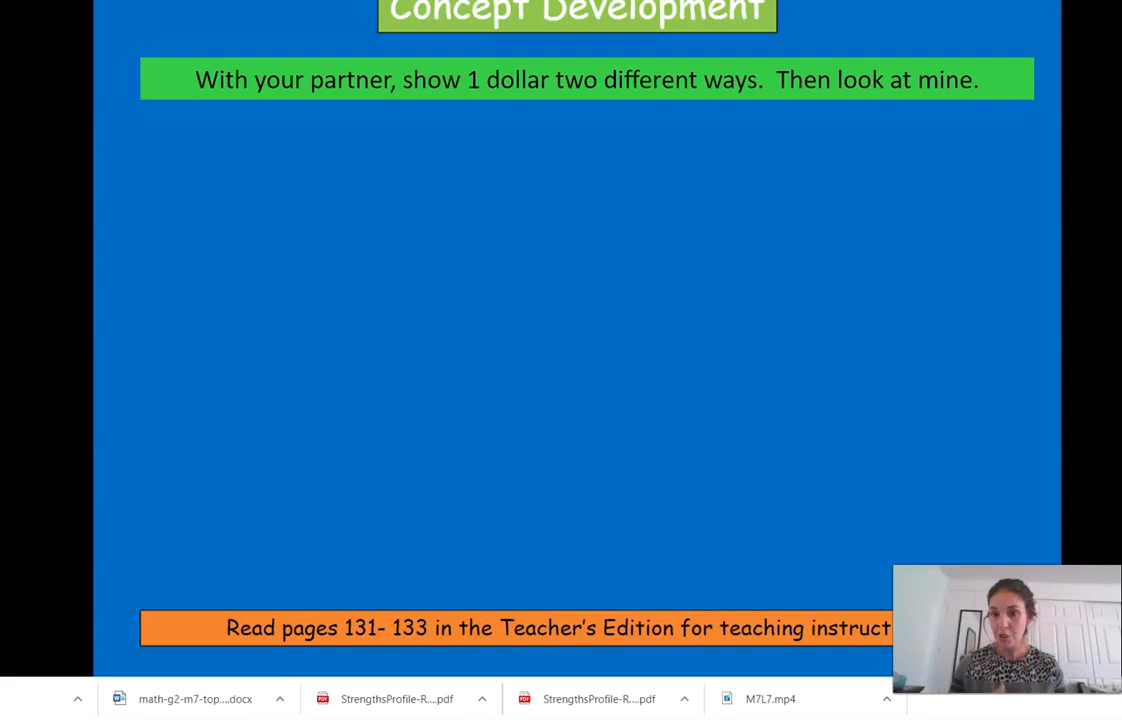 Concept Development
With your partner, show 1 dollar two different ways.  Then look at mine.
Read pages 131- 133 in the Teacher's Edition for teaching instruct
math-g2-m7-top....docx
StrengthsProfile-R....pdf
StrengthsProfile-R....pdf
M7L7.mp4